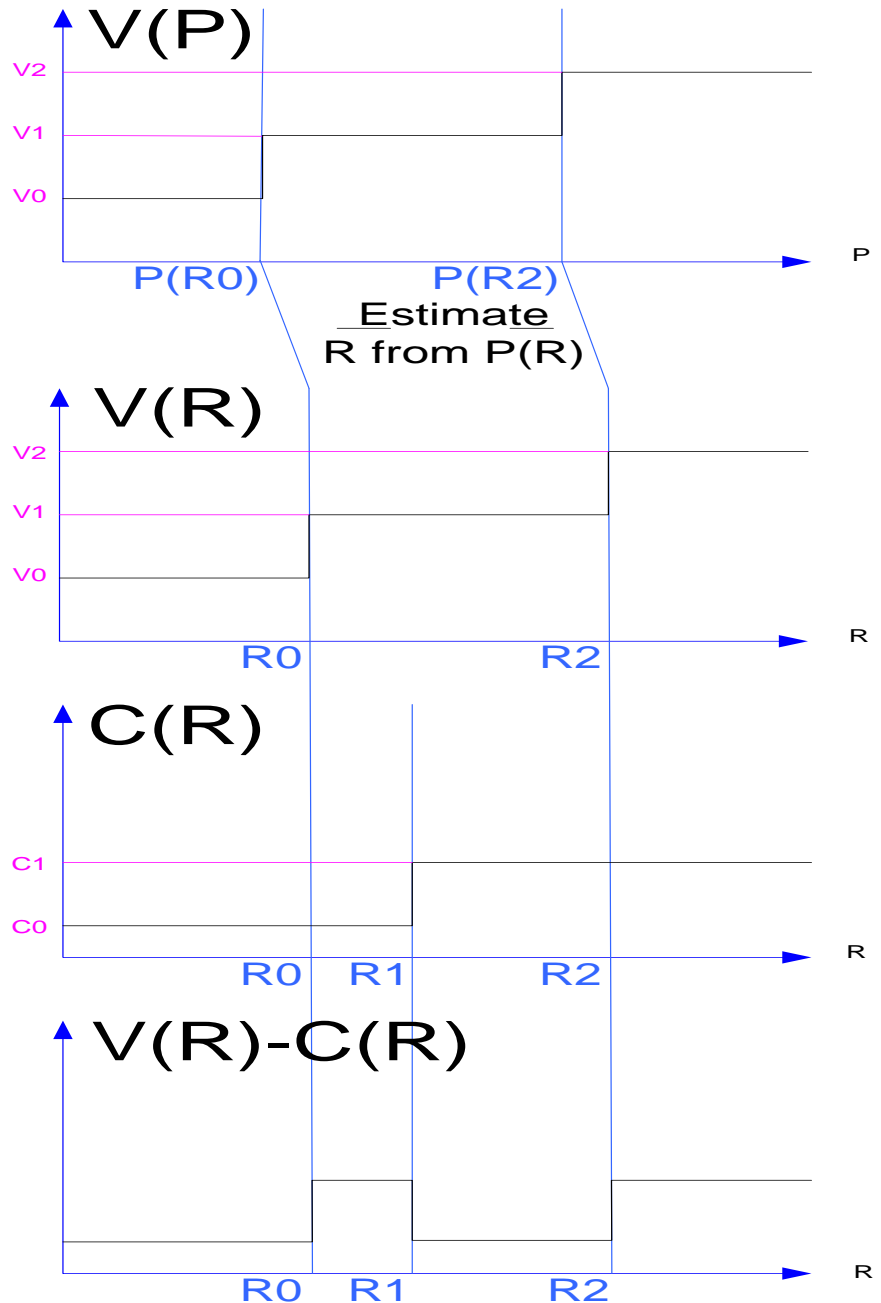 V(P)
V2
V1
V0
P
P(R0)
P(R2)
Estimate
R from P(R)
V(R)
V2
V1
V0
R
R0
R2
C(R)
C1
C0
R
R0
R1
R2
V(R)-C(R)
R
R0
R1
R2